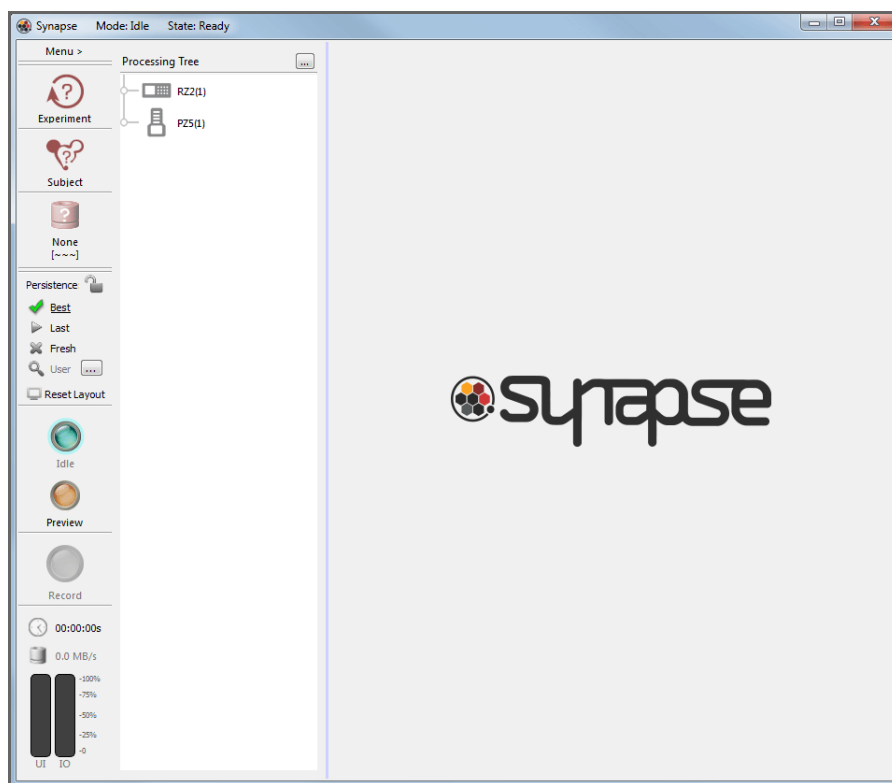 Synapse Mode: Idle State: Ready
Menu >
Experiment
Subject
?
None
[~~~]
Persistence
Best
Last
Fresh
User ...
Reset Layout
Idle
Preview
Record
00:00:00s
0.0 MB/s
-100%
-75%
-50%
-25%
-0
UI IO
Processing Tree ...
RZ2(1)
PZ5(1)
synapse